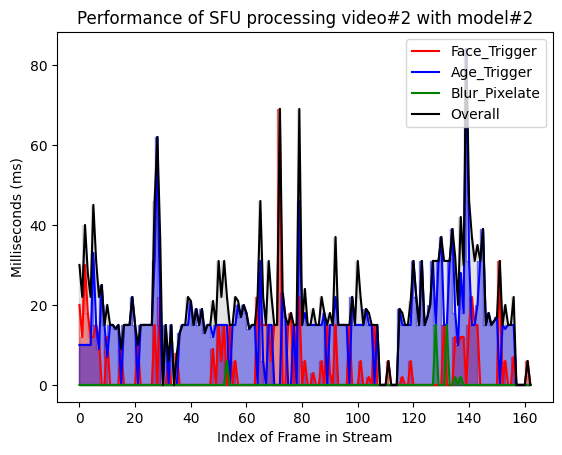 Performance of SFU processing video#2 with model#2
Face_Trigger
Age_Trigger
Blur_Pixelate
Overall
80
60
40
20
0
Milliseconds (ms)
0 20 40 60 80 100 120 140 160
Index of Frame in Stream